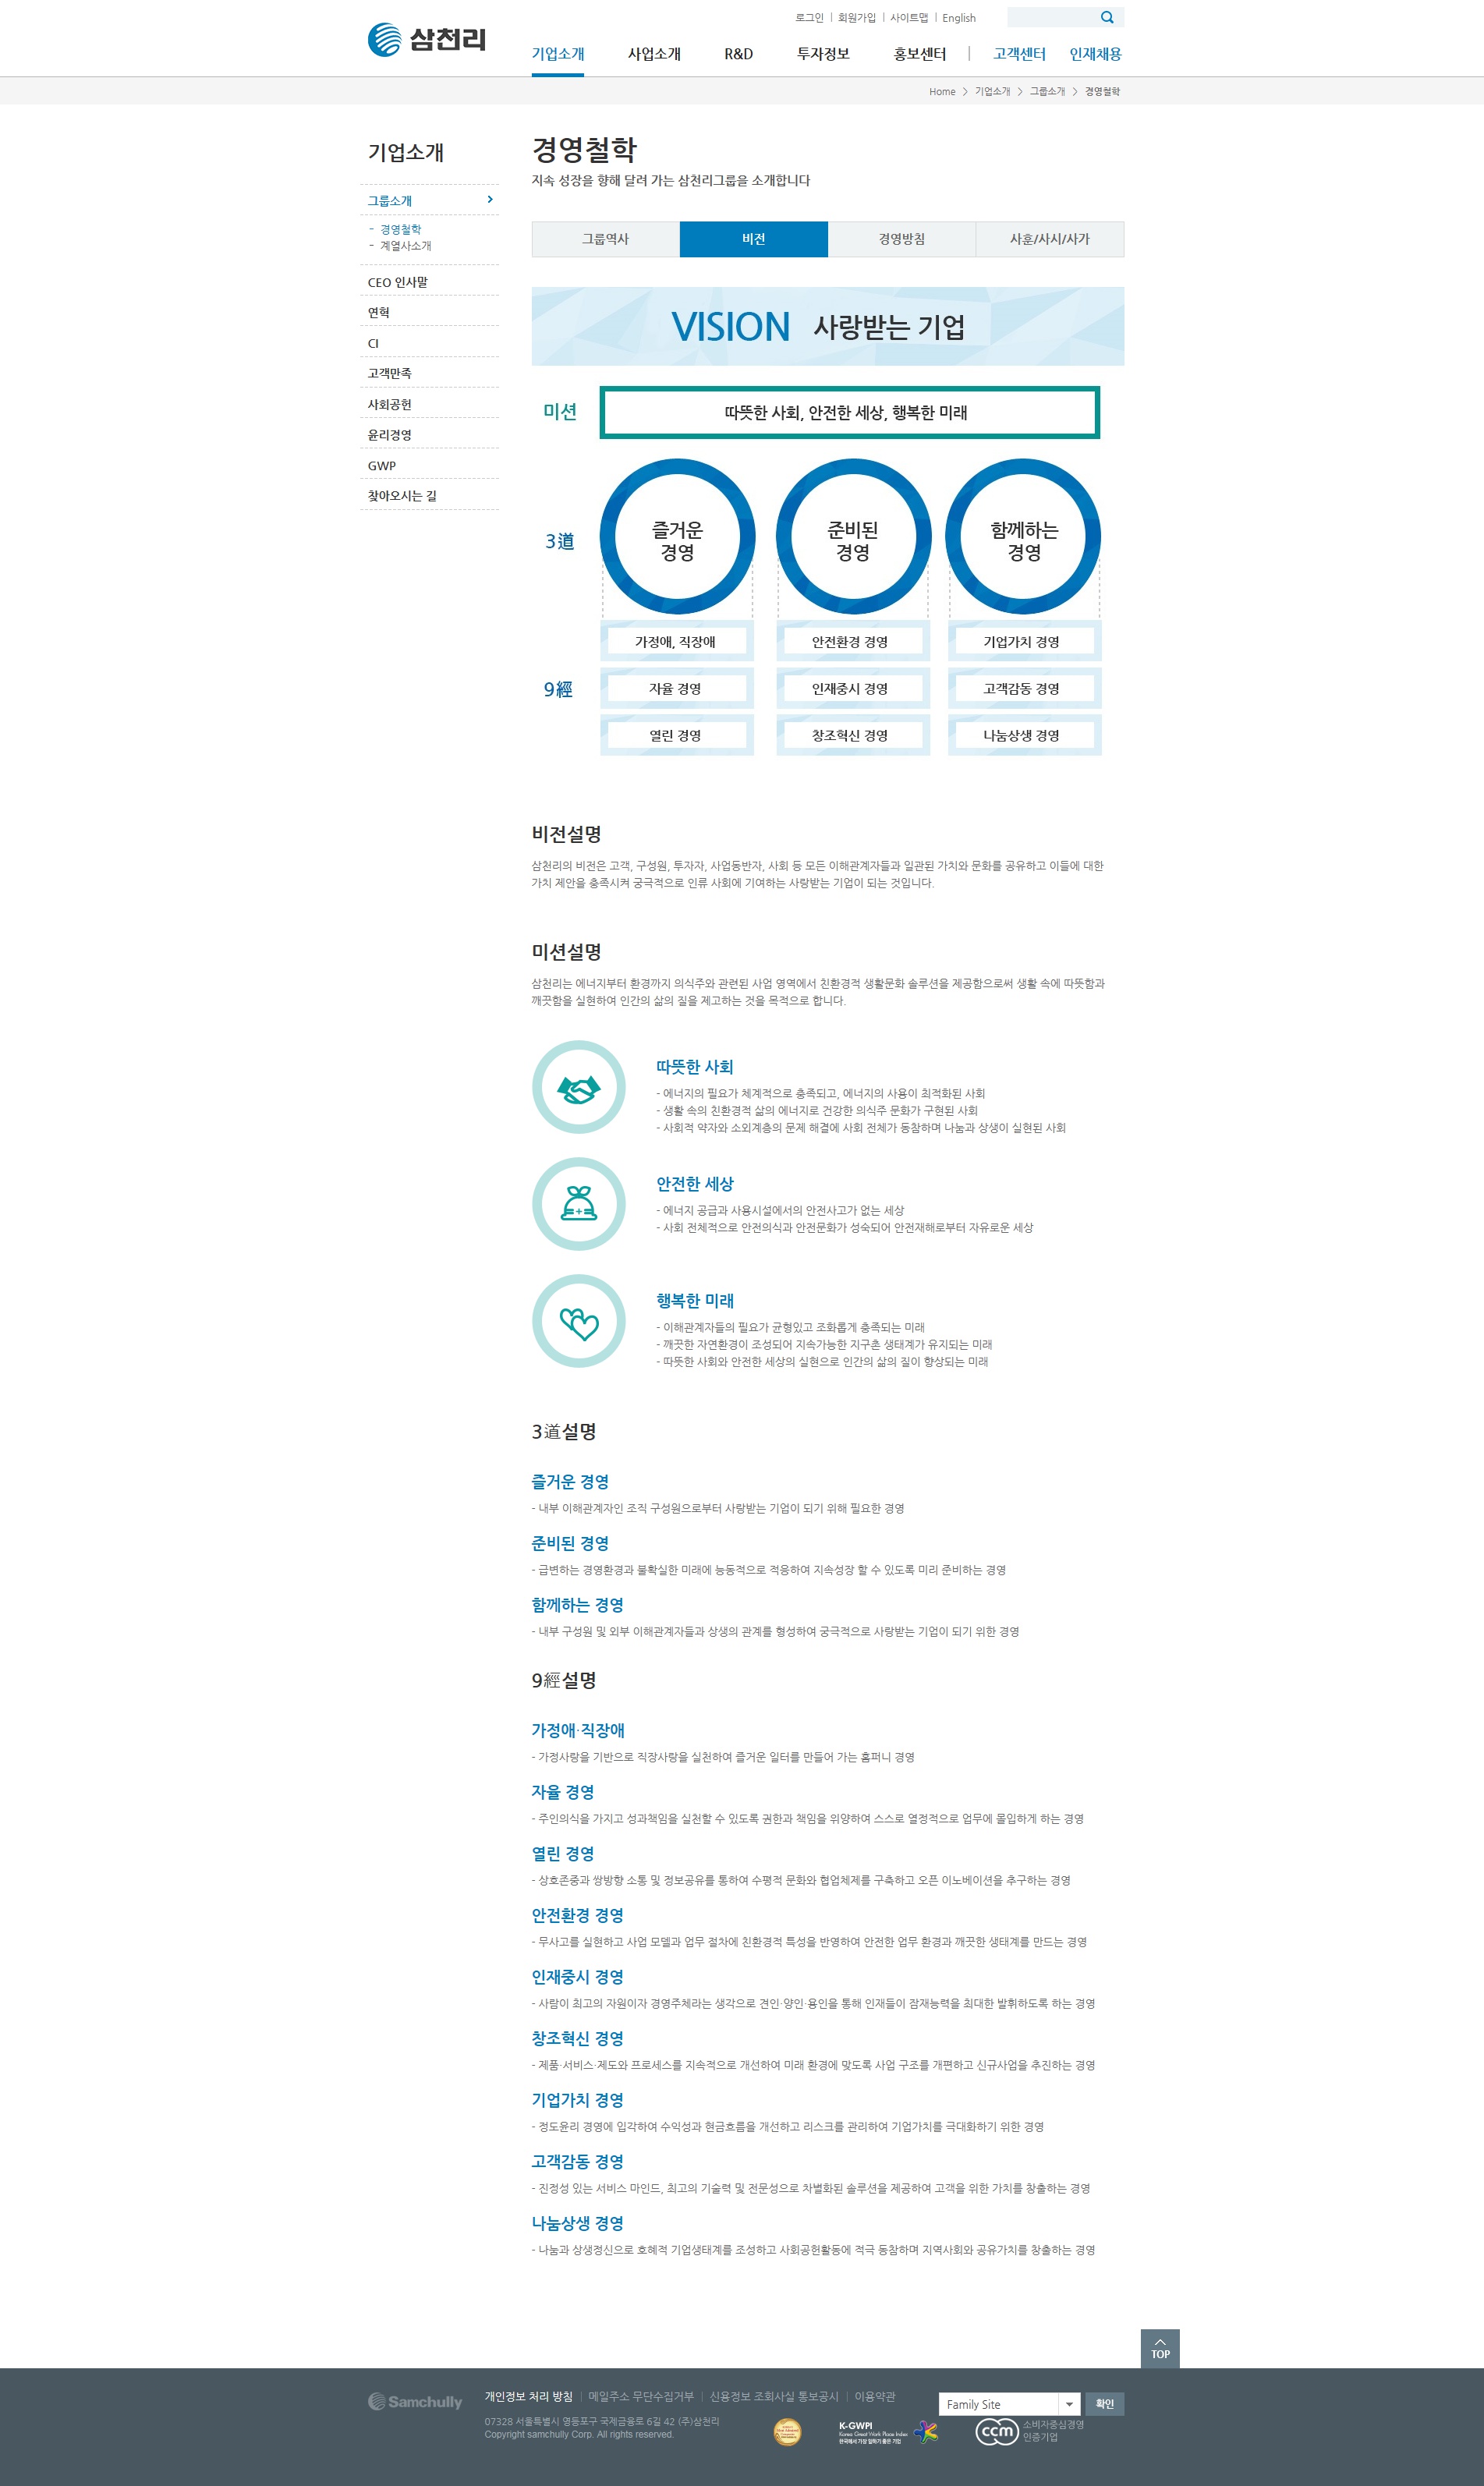 로그인 | 회원가입 | 사이트맵 | English
삼천리
기업소개 사업소개 R&D 투자정보 홍보센터 | 고객센터 인재채용
Home > 기업소개 > 그룹소개 > 경영철학
기업소개
그룹소개
- 경영철학
- 계열사소개
CEO 인사말
연혁
CI
고객만족
사회공헌
윤리경영
GWP
찾아오시는 길
경영철학
지속 성장을 향해 달려 가는 삼천리그룹을 소개합니다
그룹역사 비전 경영방침 사훈/사시/사가
VISION 사랑받는 기업
미션 따뜻한 사회, 안전한 세상, 행복한 미래
3道
즐거운 경영
준비된 경영
함께하는 경영
9經
가정애, 직장애 안전환경 경영 기업가치 경영
자율 경영 인재중시 경영 고객감동 경영
열린 경영 창조혁신 경영 나눔상생 경영
비전설명
삼천리의 비전은 고객, 구성원, 투자자, 사업동반자, 사회 등 모든 이해관계자들과 일관된 가치와 문화를 공유하고 이들에 대한
가치 제안을 충족시켜 궁극적으로 인류 사회에 기여하는 사랑받는 기업이 되는 것입니다.
미션설명
삼천리는 에너지부터 환경까지 의식주와 관련된 사업 영역에서 친환경적 생활문화 솔루션을 제공함으로써 생활 속에 따뜻함과
깨끗함을 실현하여 인간의 삶의 질을 제고하는 것을 목적으로 합니다.
따뜻한 사회
- 에너지의 필요가 체계적으로 충족되고, 에너지의 사용이 최적화된 사회
- 생활 속의 친환경적 삶의 에너지로 건강한 의식주 문화가 구현된 사회
- 사회적 약자와 소외계층의 문제 해결에 사회 전체가 동참하며 나눔과 상생이 실현된 사회
안전한 세상
- 에너지 공급과 사용시설에서의 안전사고가 없는 세상
- 사회 전체적으로 안전의식과 안전문화가 성숙되어 안전재해로부터 자유로운 세상
행복한 미래
- 이해관계자들의 필요가 균형있고 조화롭게 충족되는 미래
- 깨끗한 자연환경이 조성되어 지속가능한 지구촌 생태계가 유지되는 미래
- 따뜻한 사회와 안전한 세상의 실현으로 인간의 삶의 질이 향상되는 미래
3道설명
즐거운 경영
- 내부 이해관계자인 조직 구성원으로부터 사랑받는 기업이 되기 위해 필요한 경영
준비된 경영
- 급변하는 경영환경과 불확실한 미래에 능동적으로 적응하여 지속성장 할 수 있도록 미리 준비하는 경영
함께하는 경영
- 내부 구성원 및 외부 이해관계자들과 상생의 관계를 형성하여 궁극적으로 사랑받는 기업이 되기 위한 경영
9經설명
가정애·직장애
- 가정사랑을 기반으로 직장사랑을 실천하여 즐거운 일터를 만들어 가는 홈퍼니 경영
자율 경영
- 주인의식을 가지고 성과책임을 실천할 수 있도록 권한과 책임을 위양하여 스스로 열정적으로 업무에 몰입하게 하는 경영
열린 경영
- 상호존중과 쌍방향 소통 및 정보공유를 통하여 수평적 문화와 협업체제를 구축하고 오픈 이노베이션을 추구하는 경영
안전환경 경영
- 무사고를 실현하고 사업 모델과 업무 절차에 친환경적 특성을 반영하여 안전한 업무 환경과 깨끗한 생태계를 만드는 경영
인재중시 경영
- 사람이 최고의 자원이자 경영주체라는 생각으로 견인·양인·용인을 통해 인재들이 잠재능력을 최대한 발휘하도록 하는 경영
창조혁신 경영
- 제품·서비스·제도와 프로세스를 지속적으로 개선하여 미래 환경에 맞도록 사업 구조를 개편하고 신규사업을 추진하는 경영
기업가치 경영
- 정도윤리 경영에 입각하여 수익성과 현금흐름을 개선하고 리스크를 관리하여 기업가치를 극대화하기 위한 경영
고객감동 경영
- 진정성 있는 서비스 마인드, 최고의 기술력 및 전문성으로 차별화된 솔루션을 제공하여 고객을 위한 가치를 창출하는 경영
나눔상생 경영
- 나눔과 상생정신으로 호혜적 기업생태계를 조성하고 사회공헌활동에 적극 동참하며 지역사회와 공유가치를 창출하는 경영
TOP
Samchully
개인정보 처리 방침 | 메일주소 무단수집거부 | 신용정보 조회사실 통보공시 | 이용약관
Family Site 확인
07328 서울특별시 영등포구 국제금융로 6길 42 (주)삼천리
Copyright samchully Corp. All rights reserved.
K-GWPI
Korea Great Work Place Index
한국에서 가장 일하기 좋은 기업
ccm 소비자중심경영
인증기업